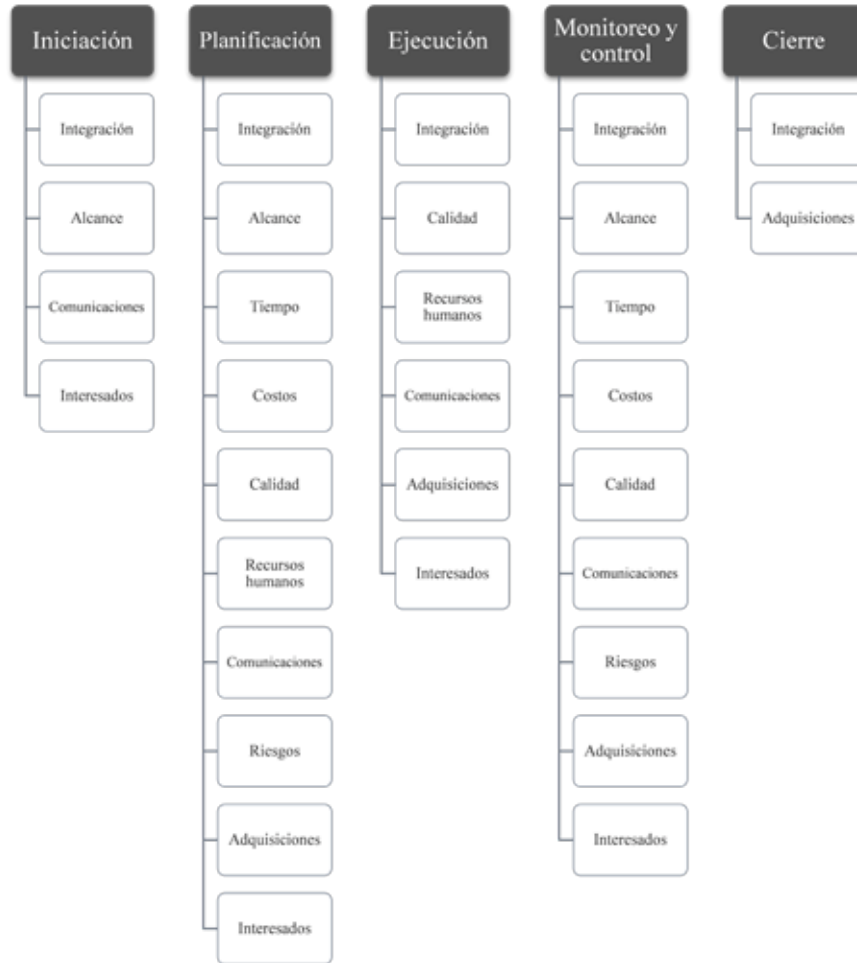 Iniciación
Integración
Alcance
Comunicaciones
Interesados
Planificación
Integración
Alcance
Tiempo
Costos
Calidad
Recursos
humanos
Comunicaciones
Riesgos
Adquisiciones
Interesados
Ejecución
Integración
Calidad
Recursos
humanos
Comunicaciones
Adquisiciones
Interesados
Monitoreo y
control
Integración
Alcance
Tiempo
Costos
Calidad
Comunicaciones
Riesgos
Adquisiciones
Interesados
Cierre
Integración
Adquisiciones